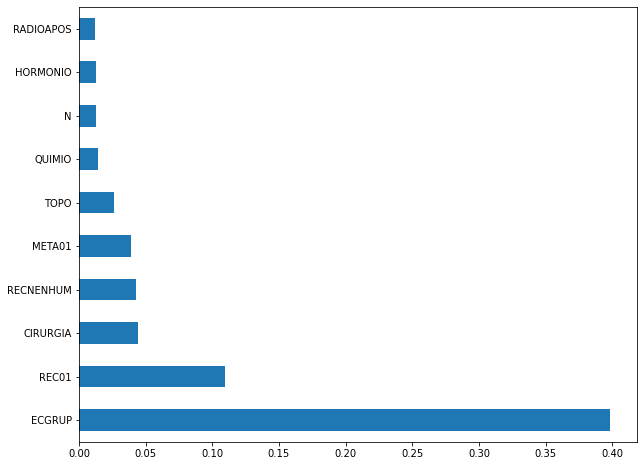 RADIOAPOS
HORMONIO
N
QUIMIO
TOPO
META01
RECNENHUM
CIRURGIA
REC01
ECGRUP
0.00 0.05 0.10 0.15 0.20 0.25 0.30 0.35 0.40